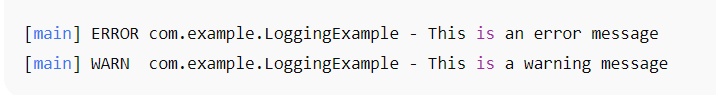 [main] ERROR com.example.LoggingExample - This is an error message
[main] WARN  com.example.LoggingExample - This is a warning message